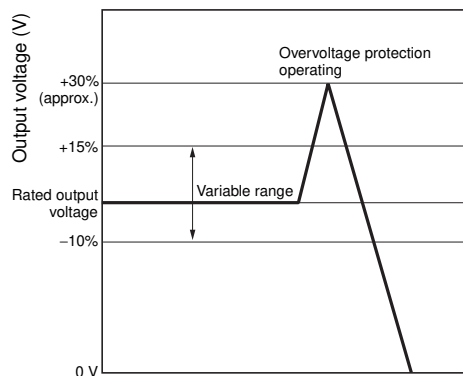 Output voltage (V)
Overvoltage protection
operating
+30%
(approx.)
+15%
Rated output
voltage
Variable range
−10%
0 V